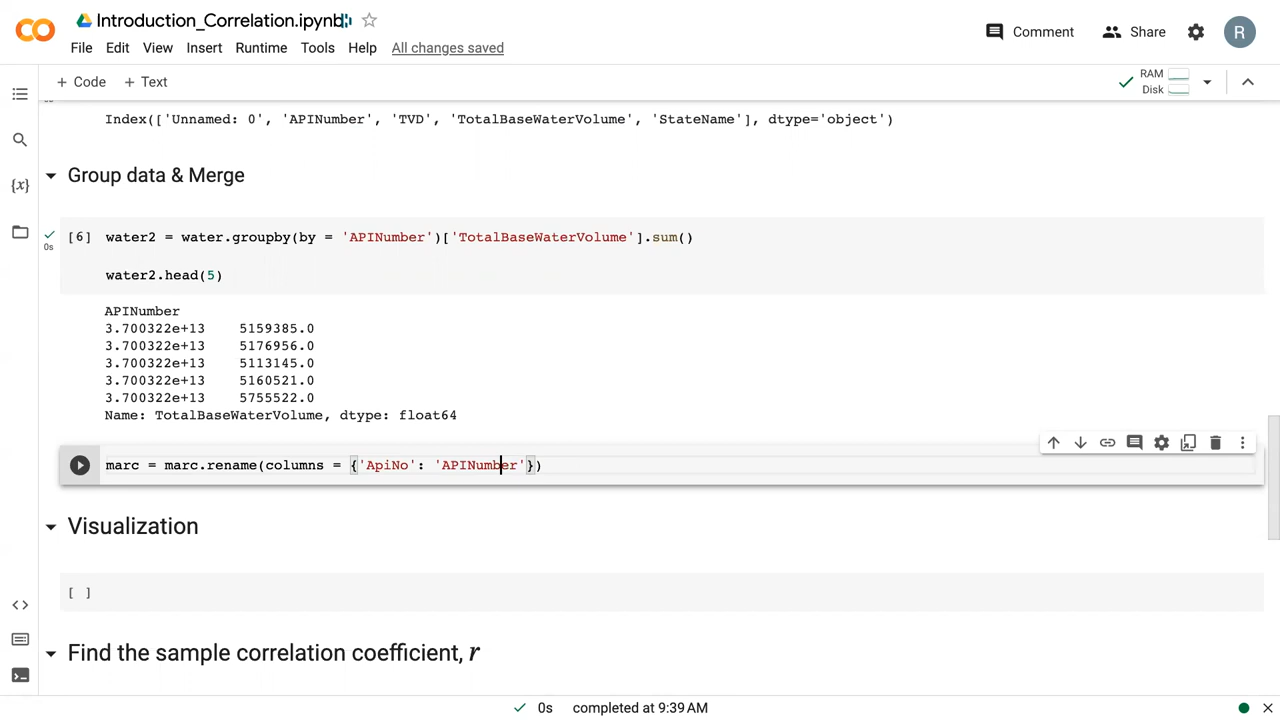 Introduction_Correlation.ipynb
File Edit View Insert Runtime Tools Help All changes saved
Comment Share R
+ Code + Text
RAM
Disk
Index(['Unnamed: 0', 'APINumber', 'TVD', 'TotalBaseWaterVolume', 'StateName'], dtype='object')
Group data & Merge
0s
[6] water2 = water.groupby(by = 'APINumber')['TotalBaseWaterVolume'].sum()
water2.head(5)
APINumber
3.700322e+13 5159385.0
3.700322e+13 5176956.0
3.700322e+13 5113145.0
3.700322e+13 5160521.0
3.700322e+13 5755522.0
Name: TotalBaseWaterVolume, dtype: float64
marc = marc.rename(columns = {'ApiNo': 'APINumber'})
Visualization
[ ]
Find the sample correlation coefficient, r
0s completed at 9:39 AM